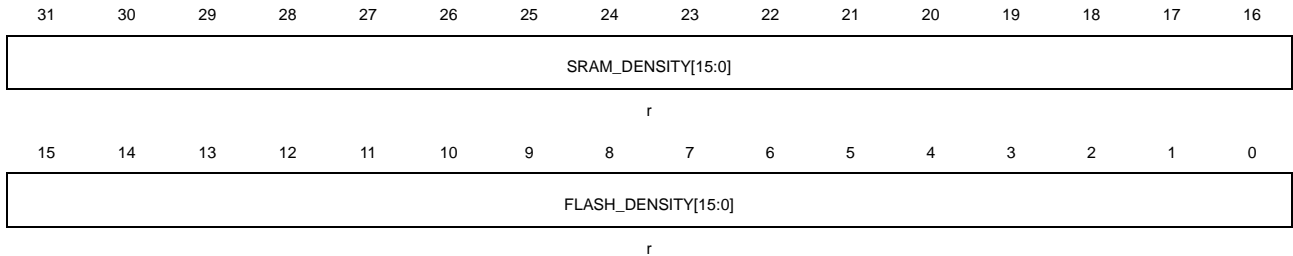 31 30 29 28 27 26 25 24 23 22 21 20 19 18 17 16
SRAM_DENSITY[15:0]
r
15 14 13 12 11 10 9 8 7 6 5 4 3 2 1 0
FLASH_DENSITY[15:0]
r